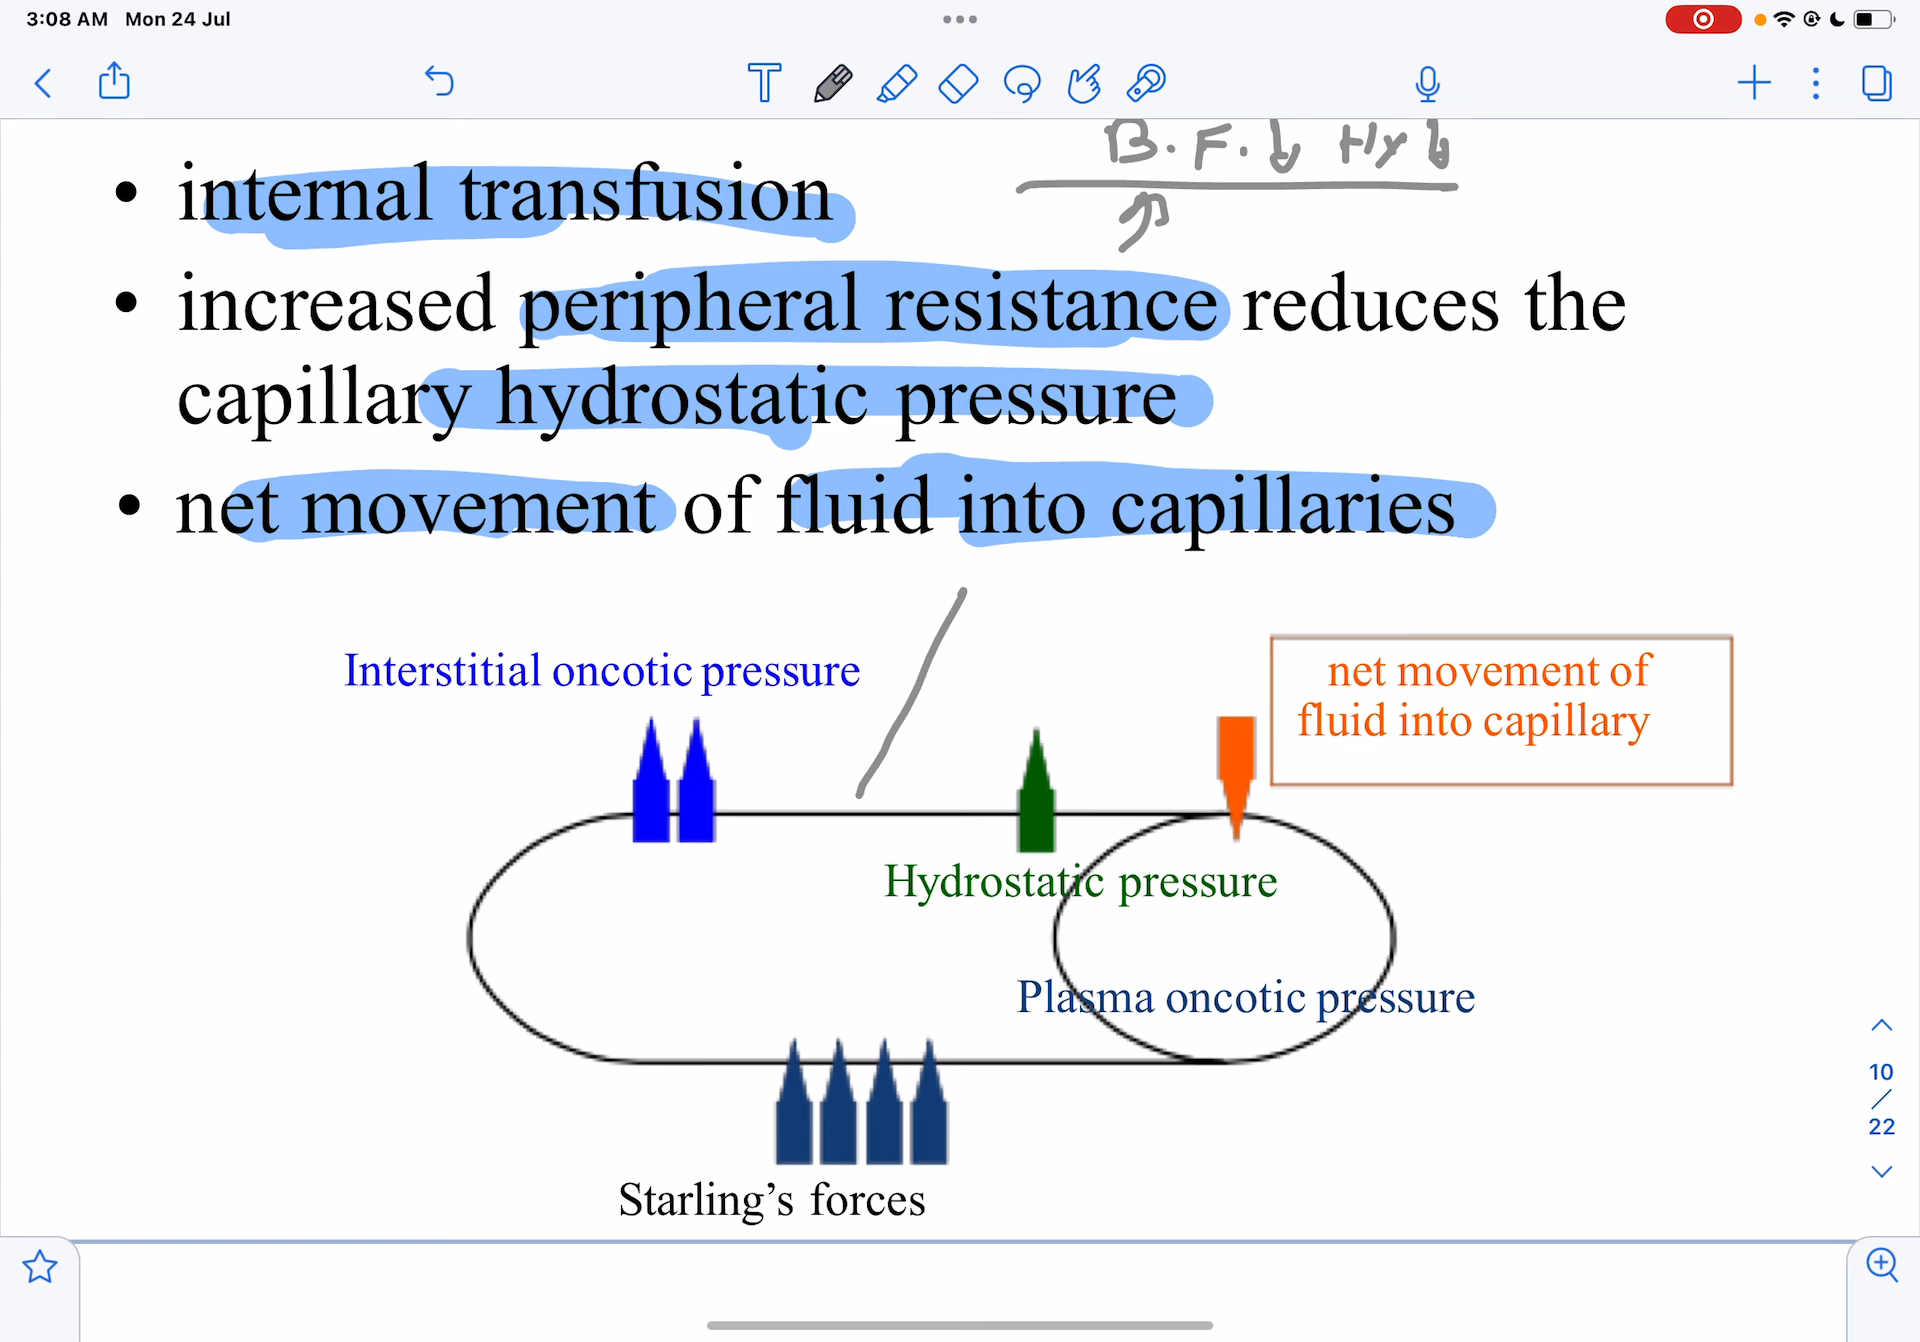 3:08 AM Mon 24 Jul
T
B.F.↓ Hy↓
• internal transfusion
• increased peripheral resistance reduces the
capillary hydrostatic pressure
• net movement of fluid into capillaries
Interstitial oncotic pressure
net movement of
fluid into capillary
Hydrostatic pressure
Plasma oncotic pressure
Starling’s forces
10
/
22